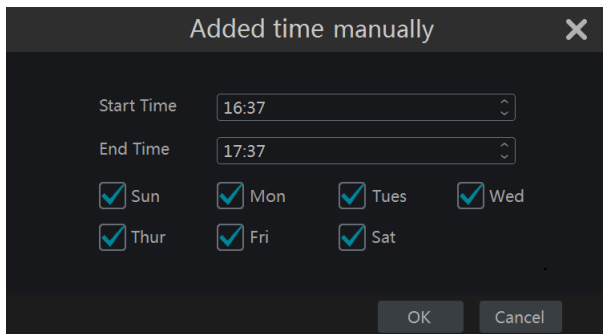 Added time manually
Start Time 16:37
End Time 17:37
Sun Mon Tues Wed
Thur Fri Sat
OK Cancel